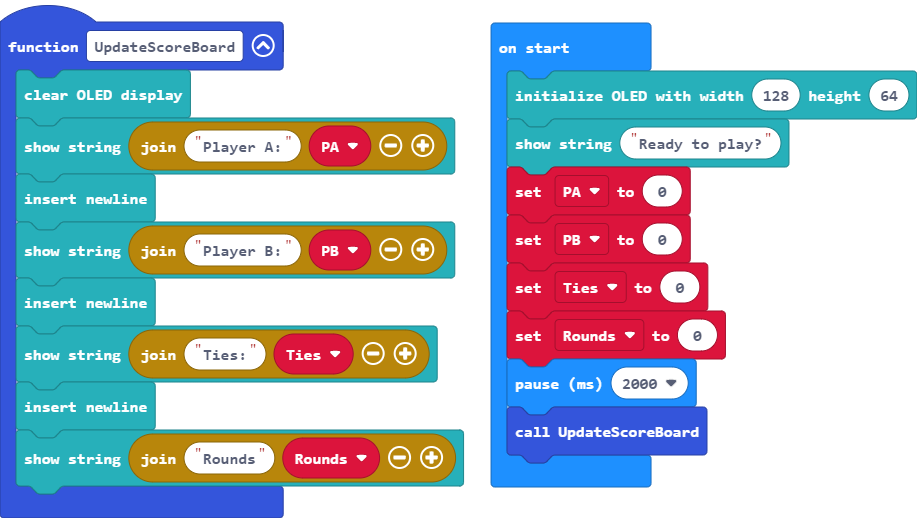 function UpdateScoreBoard
clear OLED display
show string join "Player A:" PA
insert newline
show string join "Player B:" PB
insert newline
show string join "Ties:" Ties
insert newline
show string join "Rounds" Rounds
on start
initialize OLED with width 128 height 64
show string "Ready to play?"
set PA to 0
set PB to 0
set Ties to 0
set Rounds to 0
pause (ms) 2000
call UpdateScoreBoard